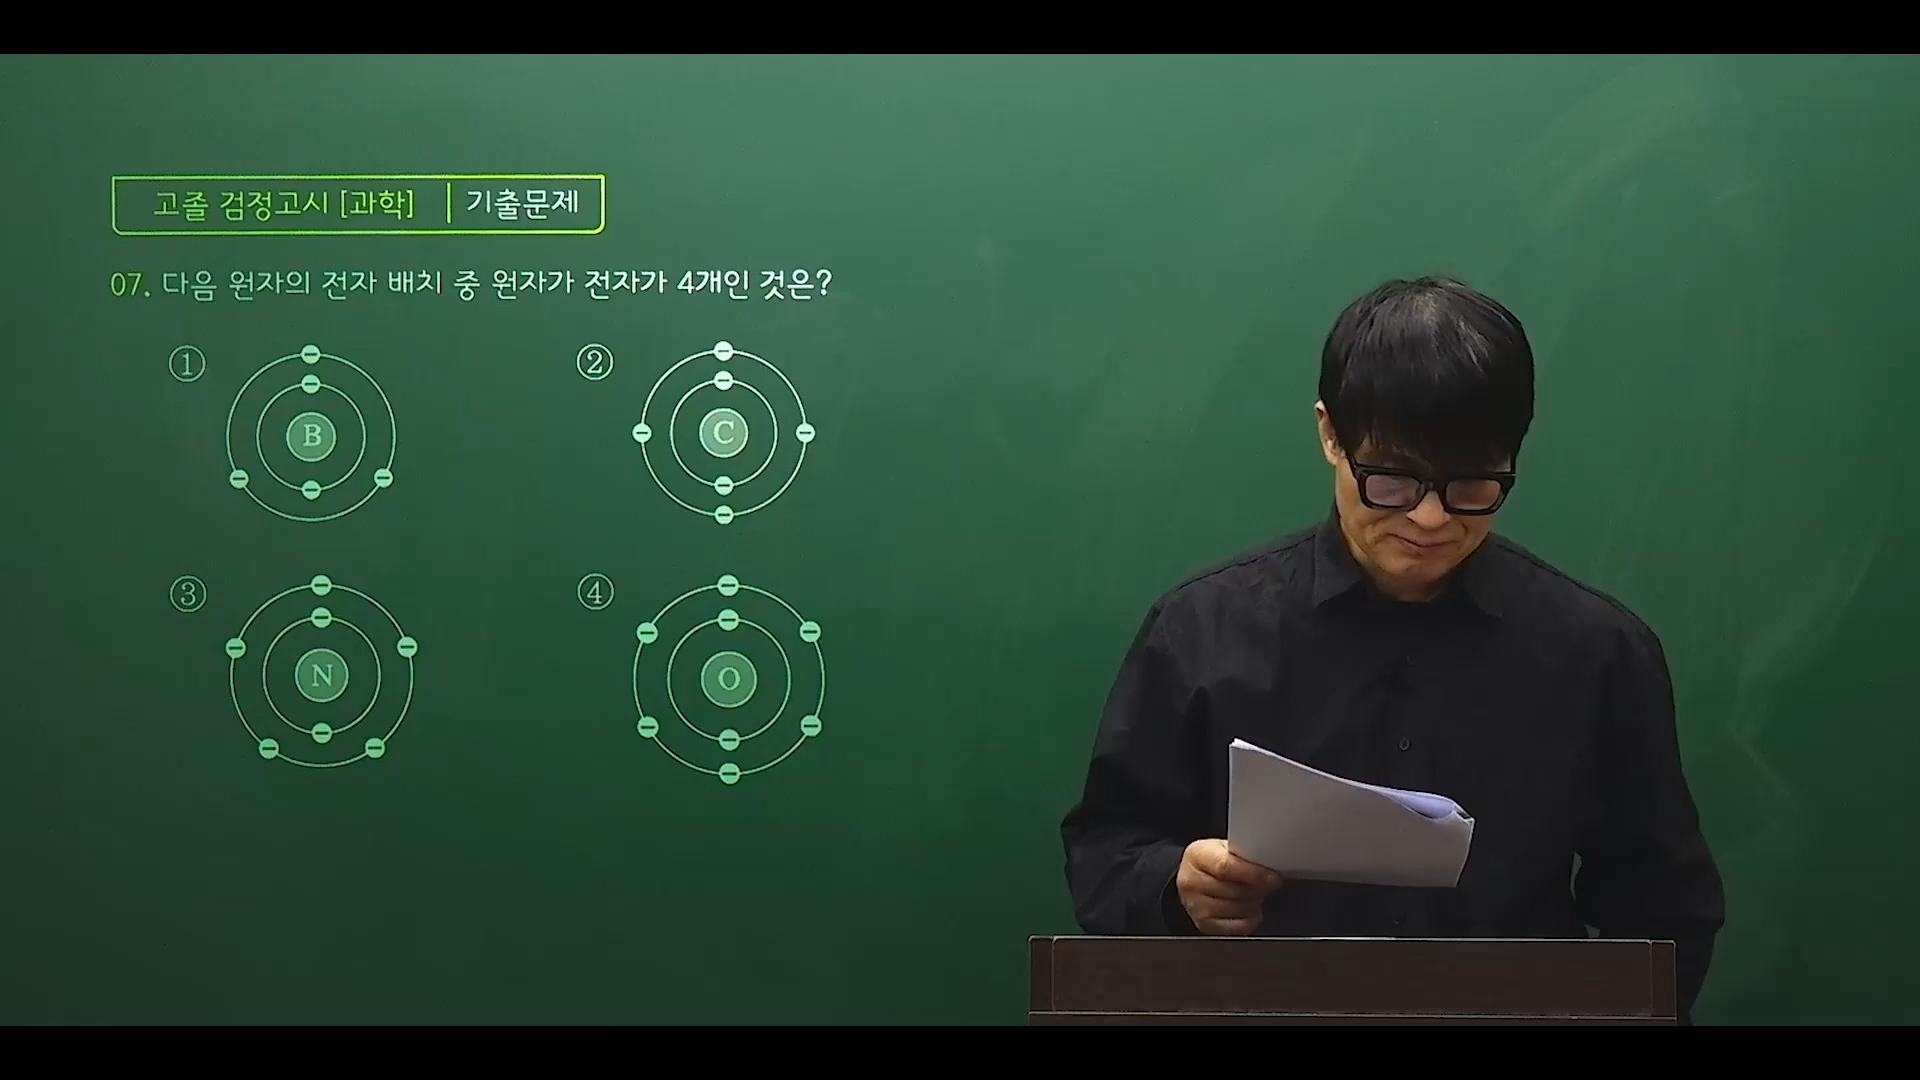 고졸 검정고시 [과학] 기출문제
07. 다음 원자의 전자 배치 중 원자가 전자가 4개인 것은?
① B
② C
③ N
④ O